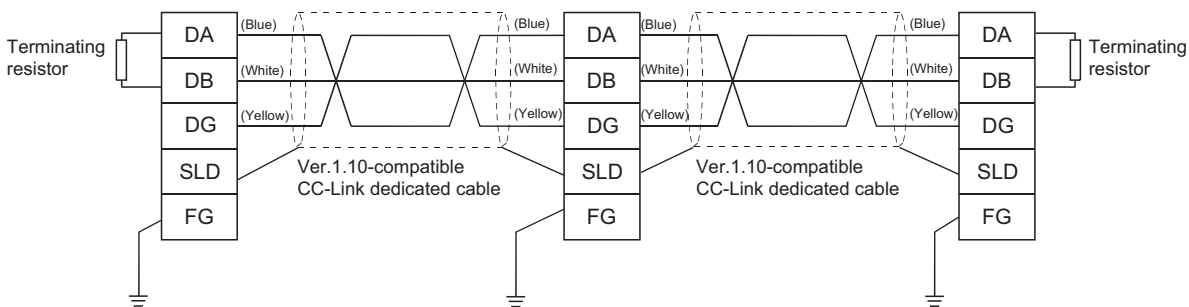 (Blue)
(Blue)
(Blue)
(Blue)
DA
DA
DA
Terminating
resistor
Terminating
resistor
(White)
(White)
(White)
(White)
DB
DB
DB
(Yellow)
(Yellow)
(Yellow)
(Yellow)
DG
DG
DG
SLD
Ver.1.10-compatible
CC-Link dedicated cable
SLD
Ver.1.10-compatible
CC-Link dedicated cable
SLD
FG
FG
FG